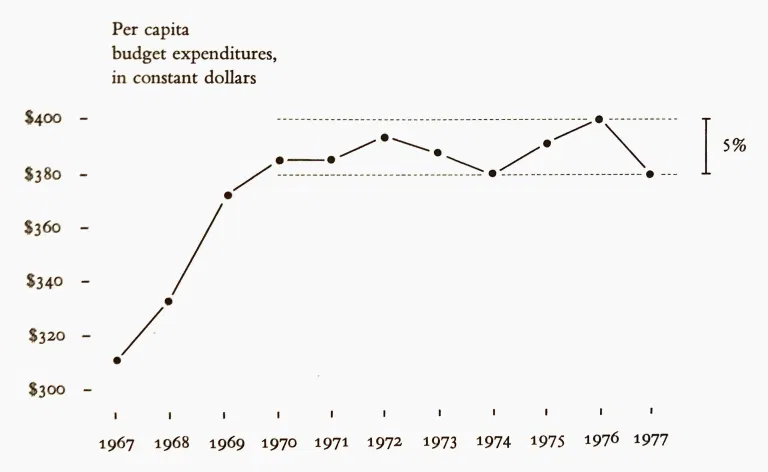 Per capita
budget expenditures,
in constant dollars
$400
5%
$380
$360
$340
$320
$300
1967 1968 1969 1970 1971 1972 1973 1974 1975 1976 1977